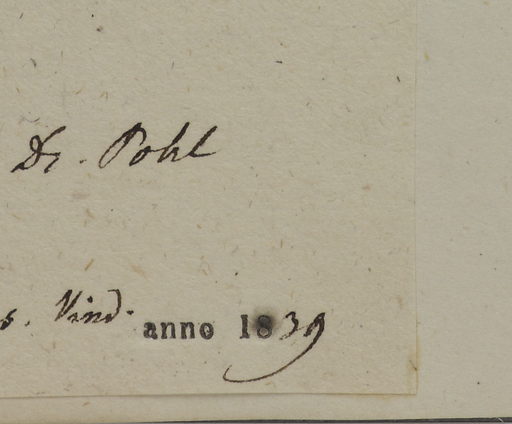 Dr. Pohl
s. Vind. anno 1839